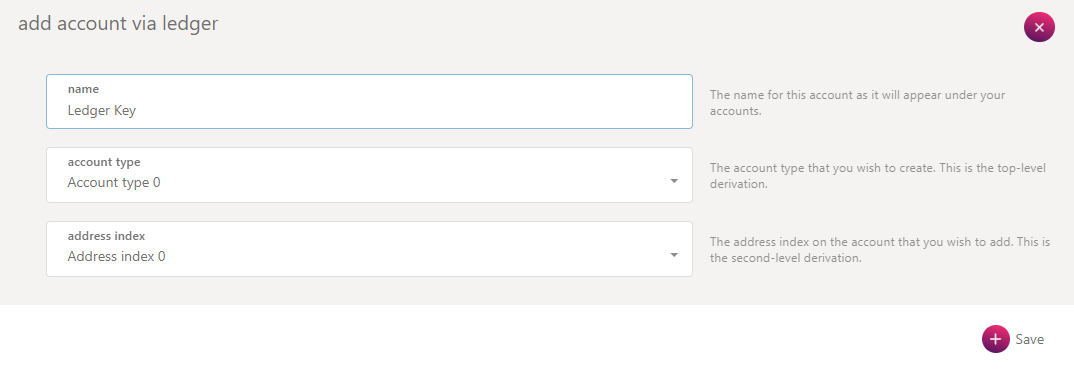 add account via ledger
name
Ledger Key
The name for this account as it will appear under your
accounts.
account type
Account type 0
The account type that you wish to create. This is the top-level
derivation.
address index
Address index 0
The address index on the account that you wish to add. This is
the second-level derivation.
Save